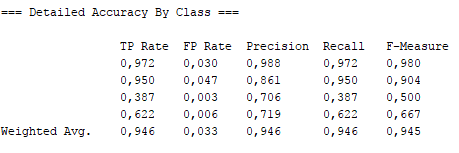 === Detailed Accuracy By Class ===
TP Rate FP Rate Precision Recall F-Measure
0,972 0,030 0,988 0,972 0,980
0,950 0,047 0,861 0,950 0,904
0,387 0,003 0,706 0,387 0,500
0,622 0,006 0,719 0,622 0,667
Weighted Avg. 0,946 0,033 0,946 0,946 0,945